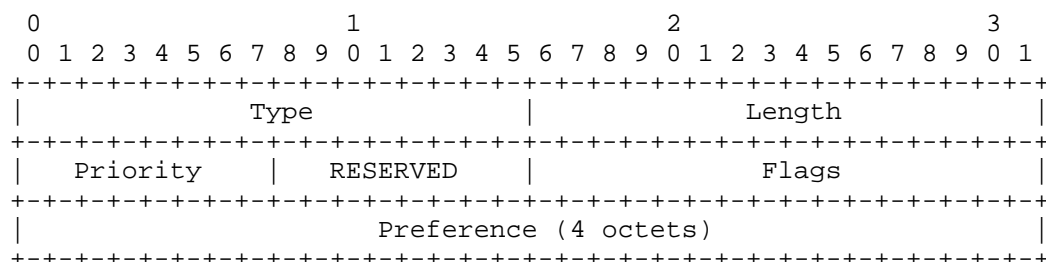 0                   1                   2                   3
 0 1 2 3 4 5 6 7 8 9 0 1 2 3 4 5 6 7 8 9 0 1 2 3 4 5 6 7 8 9 0 1
+-+-+-+-+-+-+-+-+-+-+-+-+-+-+-+-+-+-+-+-+-+-+-+-+-+-+-+-+-+-+-+-+
|              Type             |             Length            |
+-+-+-+-+-+-+-+-+-+-+-+-+-+-+-+-+-+-+-+-+-+-+-+-+-+-+-+-+-+-+-+-+
|   Priority    |   RESERVED    |              Flags            |
+-+-+-+-+-+-+-+-+-+-+-+-+-+-+-+-+-+-+-+-+-+-+-+-+-+-+-+-+-+-+-+-+
|                      Preference (4 octets)                    |
+-+-+-+-+-+-+-+-+-+-+-+-+-+-+-+-+-+-+-+-+-+-+-+-+-+-+-+-+-+-+-+-+